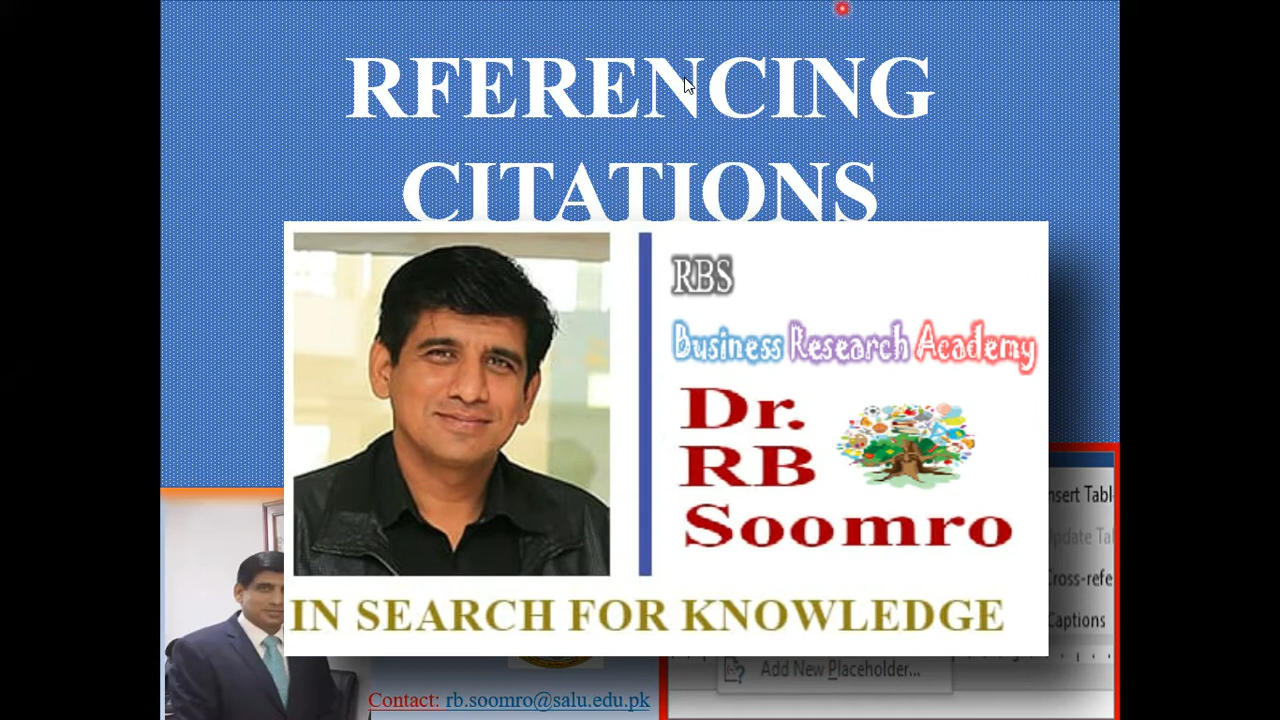 RFERENCING
CITATIONS
RBS
Business Research Academy
Dr.
RB
Soomro
IN SEARCH FOR KNOWLEDGE
Captions
Add New Placeholder...
Contact: rb.soomro@salu.edu.pk